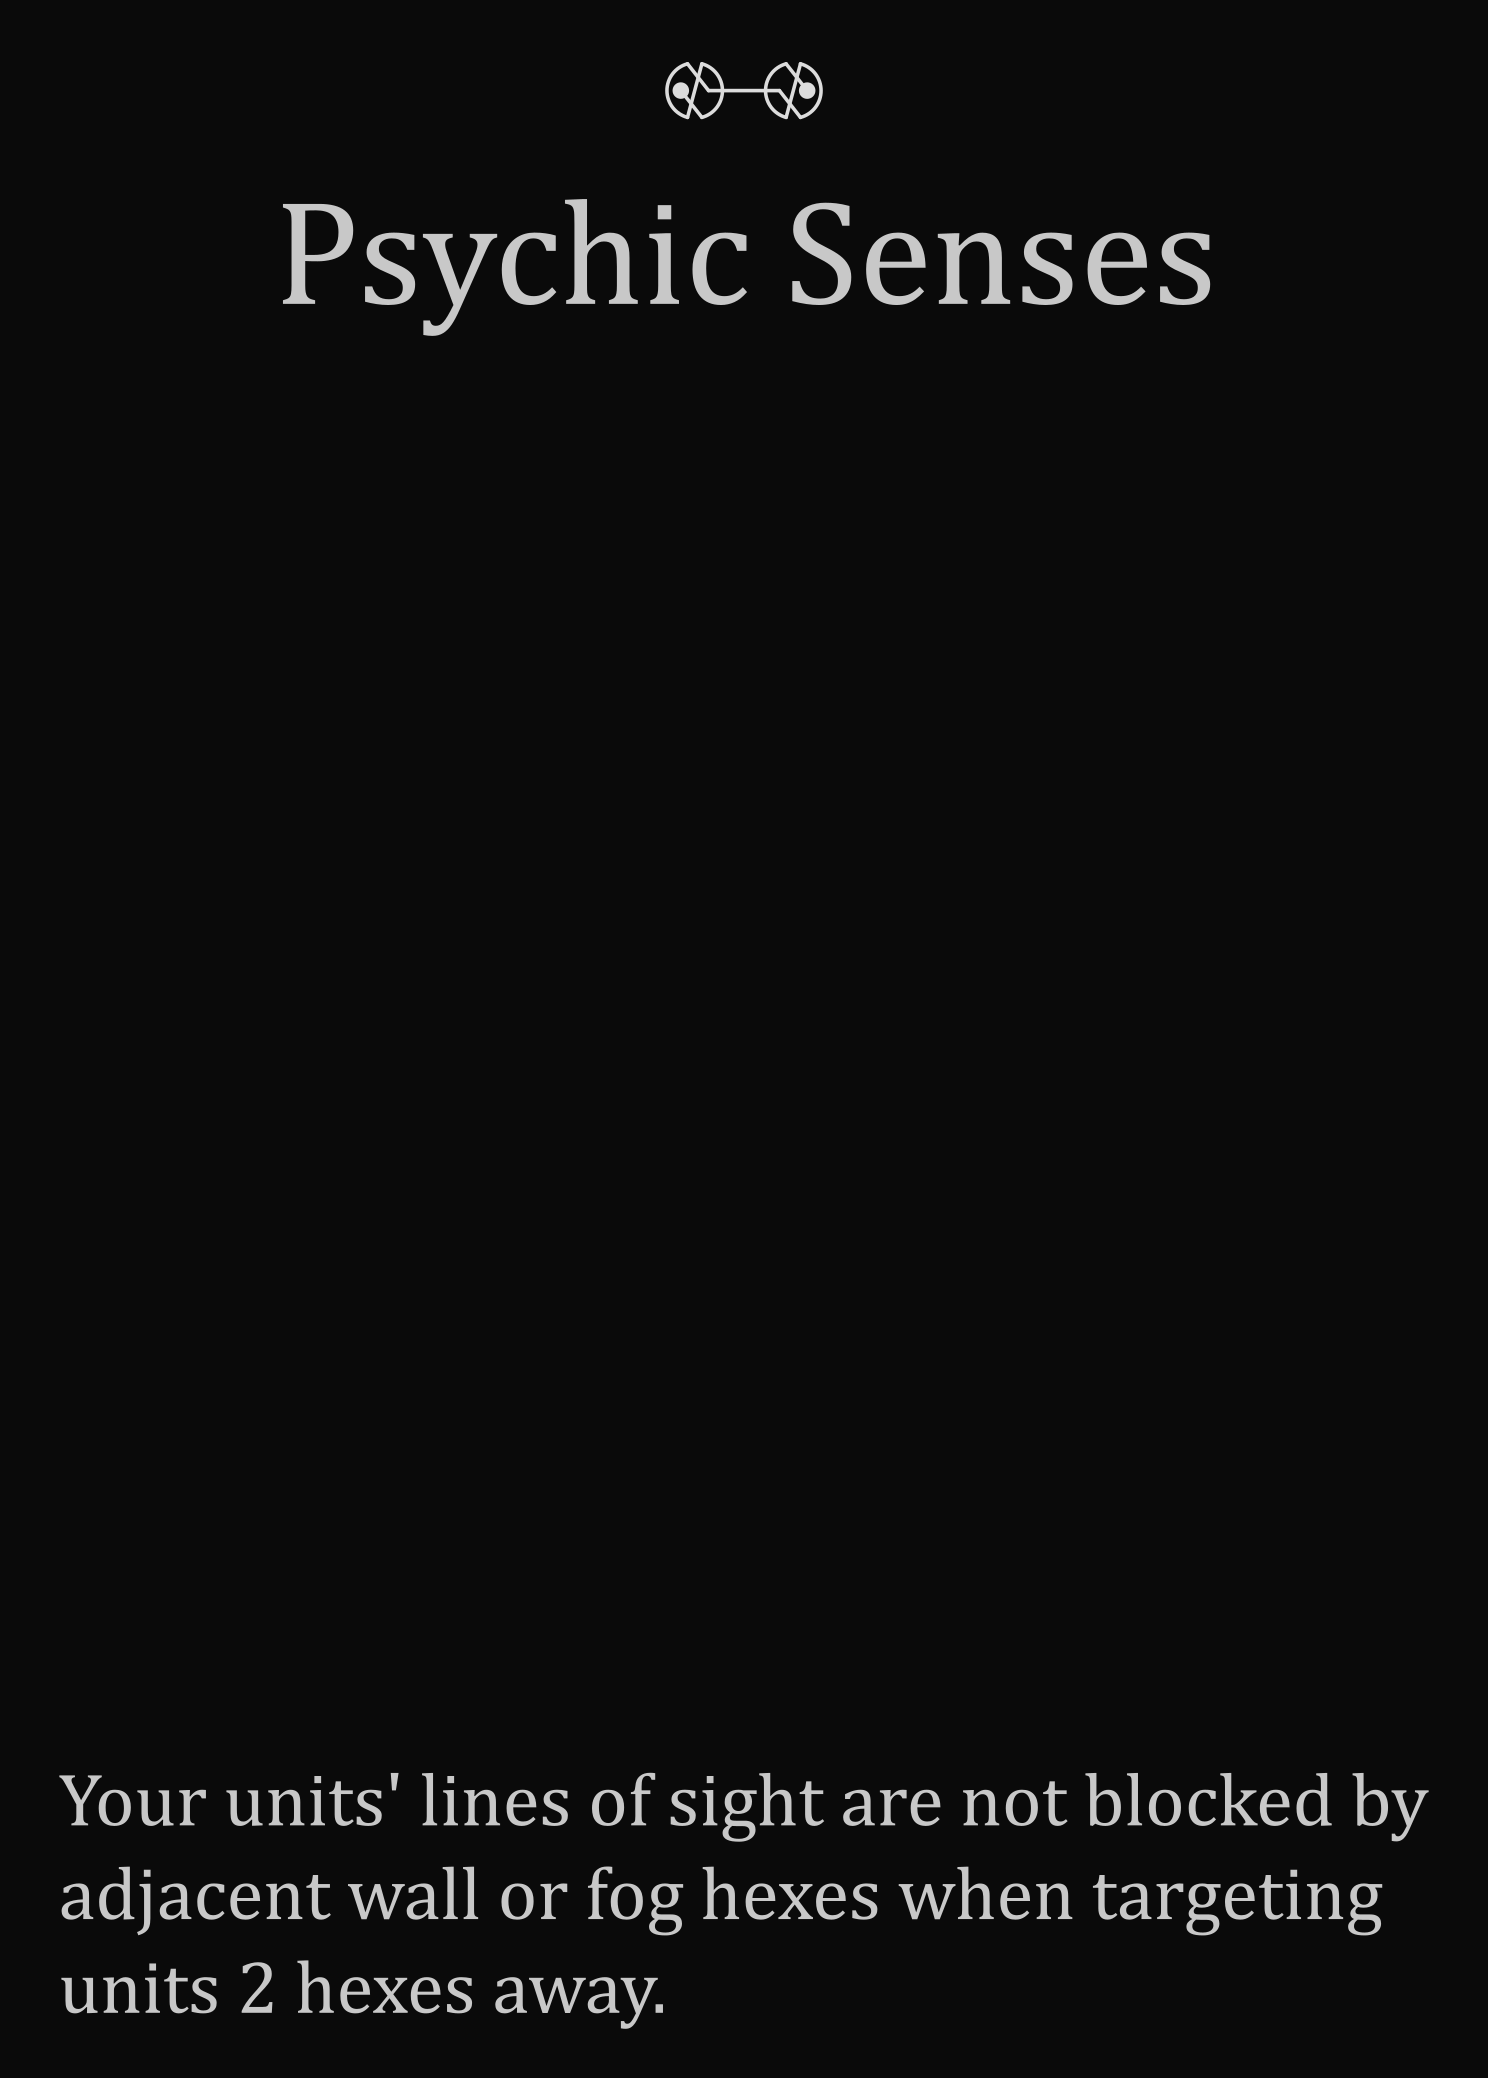 Psychic Senses
Your units' lines of sight are not blocked by
adjacent wall or fog hexes when targeting
units 2 hexes away.